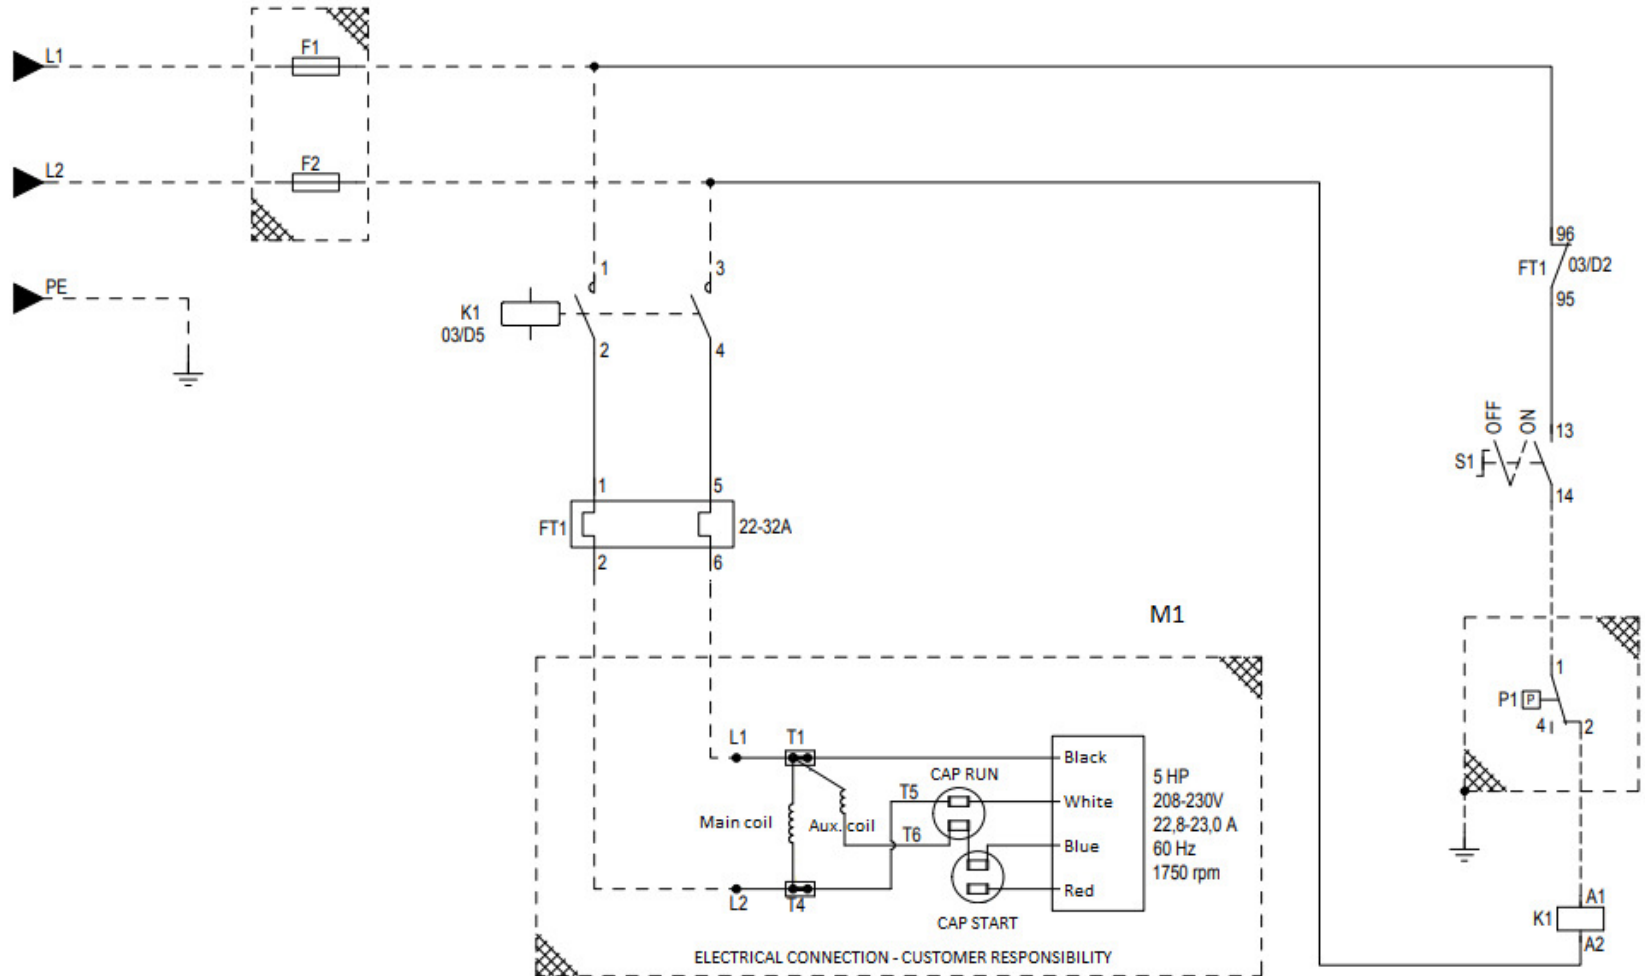 L1
F1
L2
F2
PE
1
3
K1
03/D5
2
4
1
5
FT1
22-32A
2
6
96
FT1
03/D2
95
OFF
ON
13
S1
14
M1
1
P1
P
4
2
L1
T1
Black
CAP RUN
T5
White
Main coil
Aux. coil
T6
Blue
Red
L2
T4
CAP START
5 HP
208-230V
22,8-23,0 A
60 Hz
1750 rpm
A1
K1
A2
ELECTRICAL CONNECTION - CUSTOMER RESPONSIBILITY